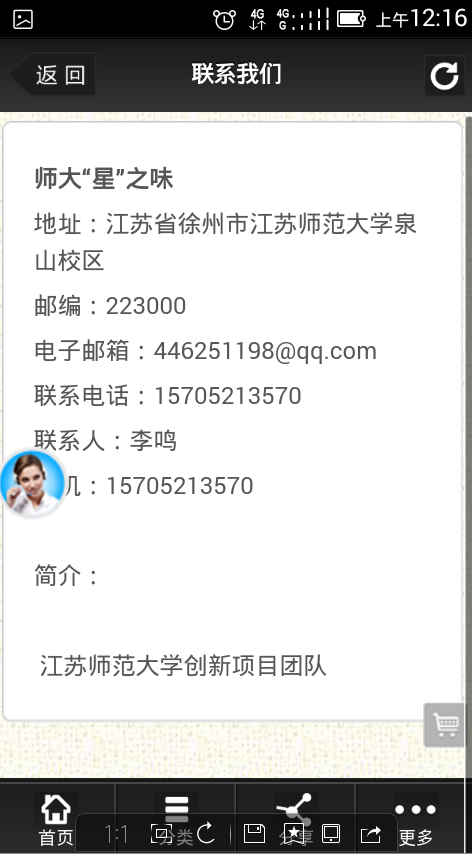 上午12:16
返 回
联系我们
师大“星”之味
地址：江苏省徐州市江苏师范大学泉
山校区
邮编：223000
电子邮箱：446251198@qq.com
联系电话：15705213570
联系人：李鸣
机：15705213570
简介：
江苏师范大学创新项目团队
首页 1:1 分类 分享 更多